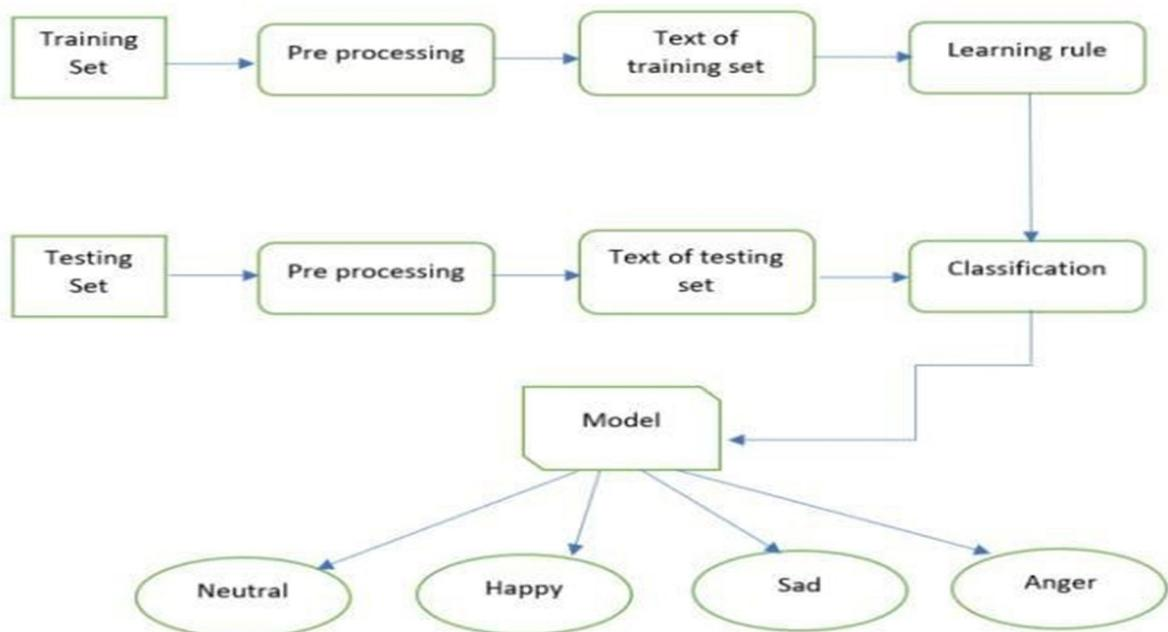 Training
Set
Pre processing
Text of
training set
Learning rule
Testing
Set
Pre processing
Text of testing
set
Classification
Model
Neutral
Happy
Sad
Anger